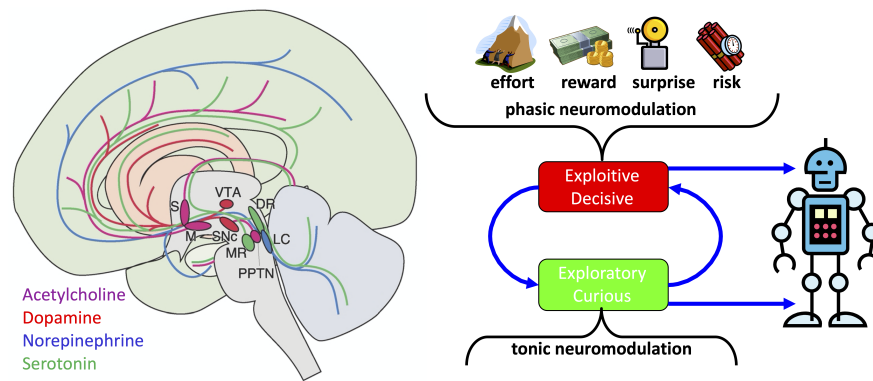 VTA
S
DR
M
SNc
LC
MR
PPTN
Acetylcholine
Dopamine
Norepinephrine
Serotonin
effort
reward
surprise
risk
phasic neuromodulation
Exploitive
Decisive
Exploratory
Curious
tonic neuromodulation